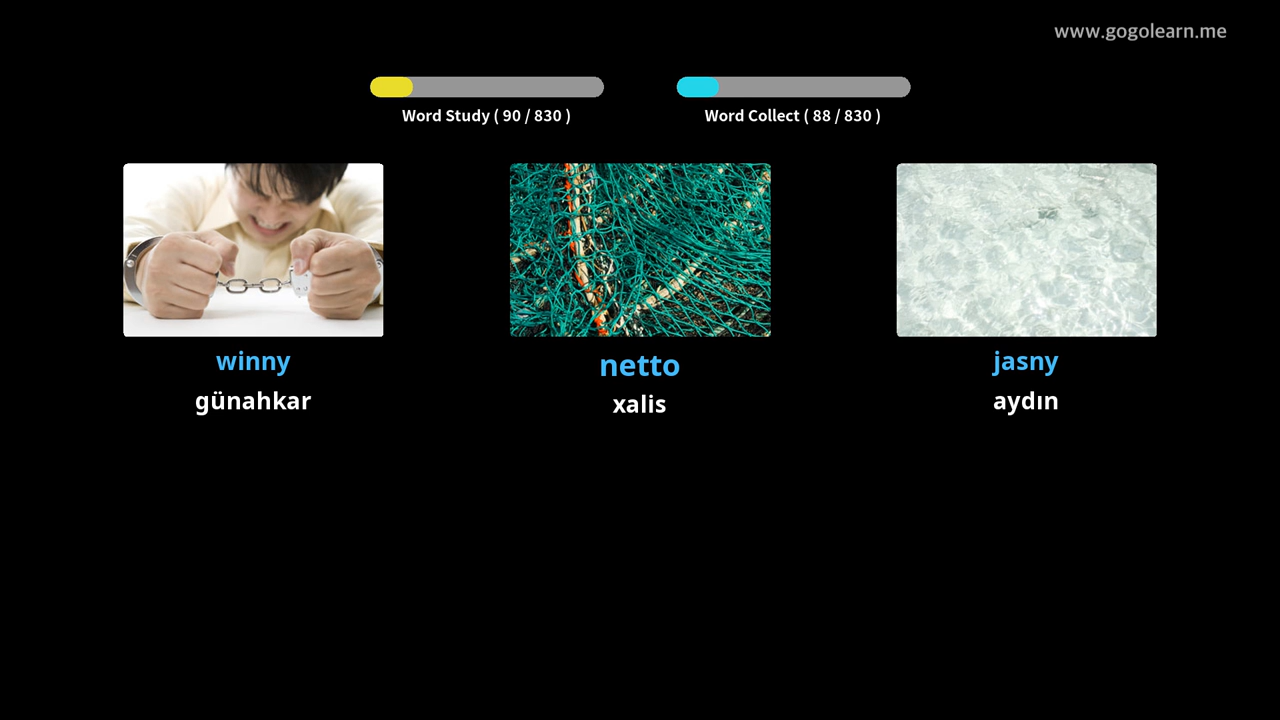 www.gogolearn.me
Word Study ( 90 / 830 )
Word Collect ( 88 / 830 )
winny
netto
jasny
günahkar
xalis
aydın